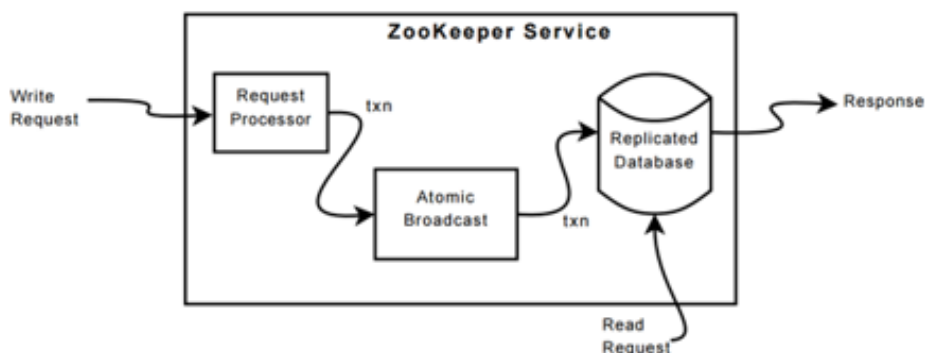 ZooKeeper Service
Write
Request
Request
Processor
txn
Atomic
Broadcast
txn
Replicated
Database
Response
Read
Request